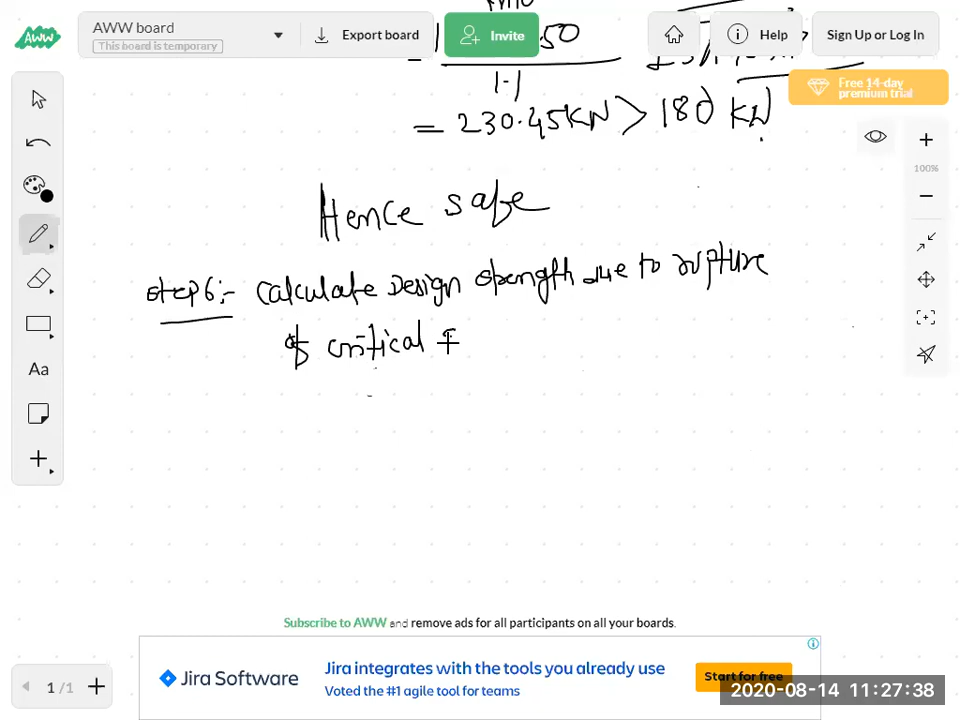 AWW
AWW board
This board is temporary
Export board
Invite
Help
Sign Up or Log In
Free 14-day
premium trial
.50
1.1
= 230.45KN > 180 KN
100%
Hence safe
step 6:- Calculate Design strength due to rupture
of critical
Aa
Subscribe to AWW and remove ads for all participants on all your boards.
1 /1
Jira Software
Jira integrates with the tools you already use
Voted the #1 agile tool for teams
Start for free
2020-08-14 11:27:38